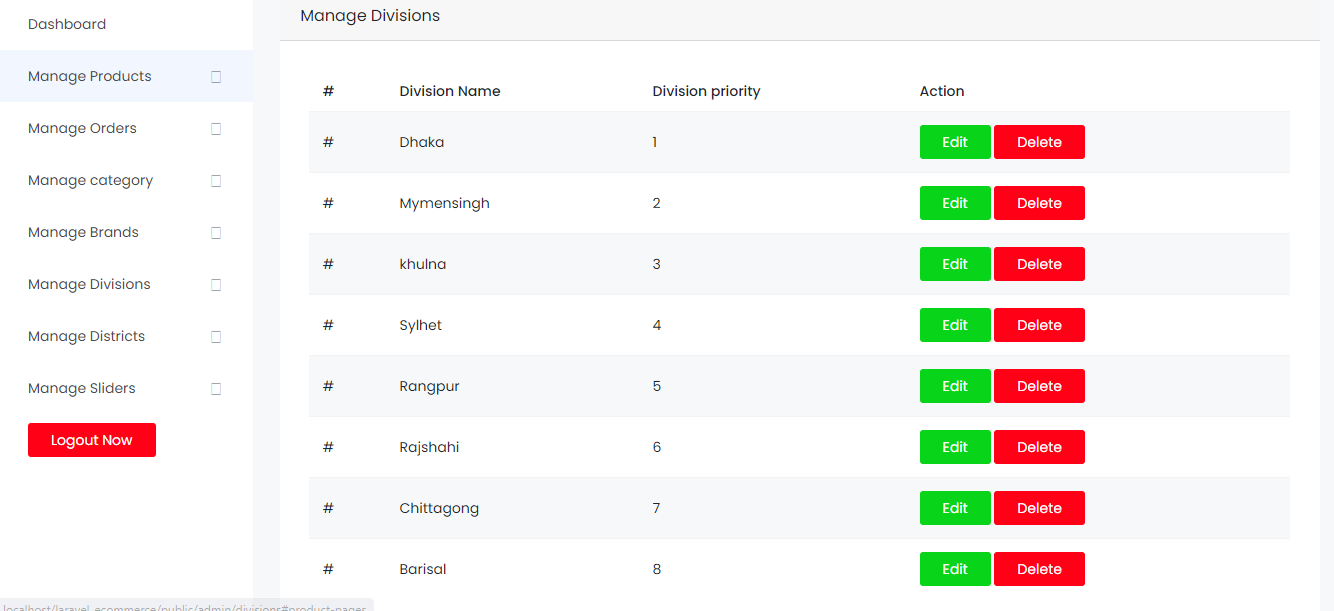 Dashboard
Manage Products
Manage Orders
Manage category
Manage Brands
Manage Divisions
Manage Districts
Manage Sliders
Logout Now
Manage Divisions
# Division Name Division priority Action
# Dhaka 1 Edit Delete
# Mymensingh 2 Edit Delete
# khulna 3 Edit Delete
# Sylhet 4 Edit Delete
# Rangpur 5 Edit Delete
# Rajshahi 6 Edit Delete
# Chittagong 7 Edit Delete
# Barisal 8 Edit Delete
localhost/laravel_ecommerce/public/admin/divisions#product-pages